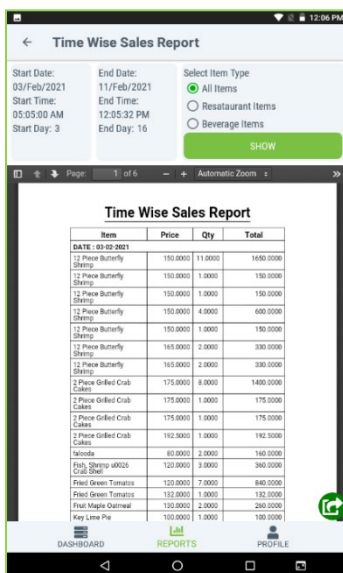 12:06 PM
← Time Wise Sales Report
Start Date:
03/Feb/2021
Start Time:
05:05:00 AM
Start Day: 3
End Date:
11/Feb/2021
End Time:
12:05:32 PM
End Day: 16
Select Item Type
All Items
Resataurant Items
Beverage Items
SHOW
Page: 1 of 6 − + Automatic Zoom
Time Wise Sales Report
Item Price Qty Total
DATE : 03-02-2021
12 Piece Butterfly
Shrimp 150.0000 11.0000 1650.0000
12 Piece Butterfly
Shrimp 150.0000 1.0000 150.0000
12 Piece Butterfly
Shrimp 150.0000 1.0000 150.0000
12 Piece Butterfly
Shrimp 150.0000 4.0000 600.0000
12 Piece Butterfly
Shrimp 150.0000 1.0000 150.0000
12 Piece Butterfly
Shrimp 165.0000 2.0000 330.0000
12 Piece Butterfly
Shrimp 165.0000 2.0000 330.0000
2 Piece Grilled Crab
Cakes 175.0000 8.0000 1400.0000
2 Piece Grilled Crab
Cakes 175.0000 1.0000 175.0000
2 Piece Grilled Crab
Cakes 175.0000 1.0000 175.0000
2 Piece Grilled Crab
Cakes 192.5000 1.0000 192.5000
falooda 80.0000 2.0000 160.0000
Fish, Shrimp u0026
Crab Shell 120.0000 3.0000 360.0000
Fried Green Tomatos 120.0000 7.0000 840.0000
Fried Green Tomatos 132.0000 1.0000 132.0000
Fruit Maple Oatmeal 130.0000 2.0000 260.0000
Key Lime Pie 100.0000 1.0000 100.0000
DASHBOARD
REPORTS
PROFILE